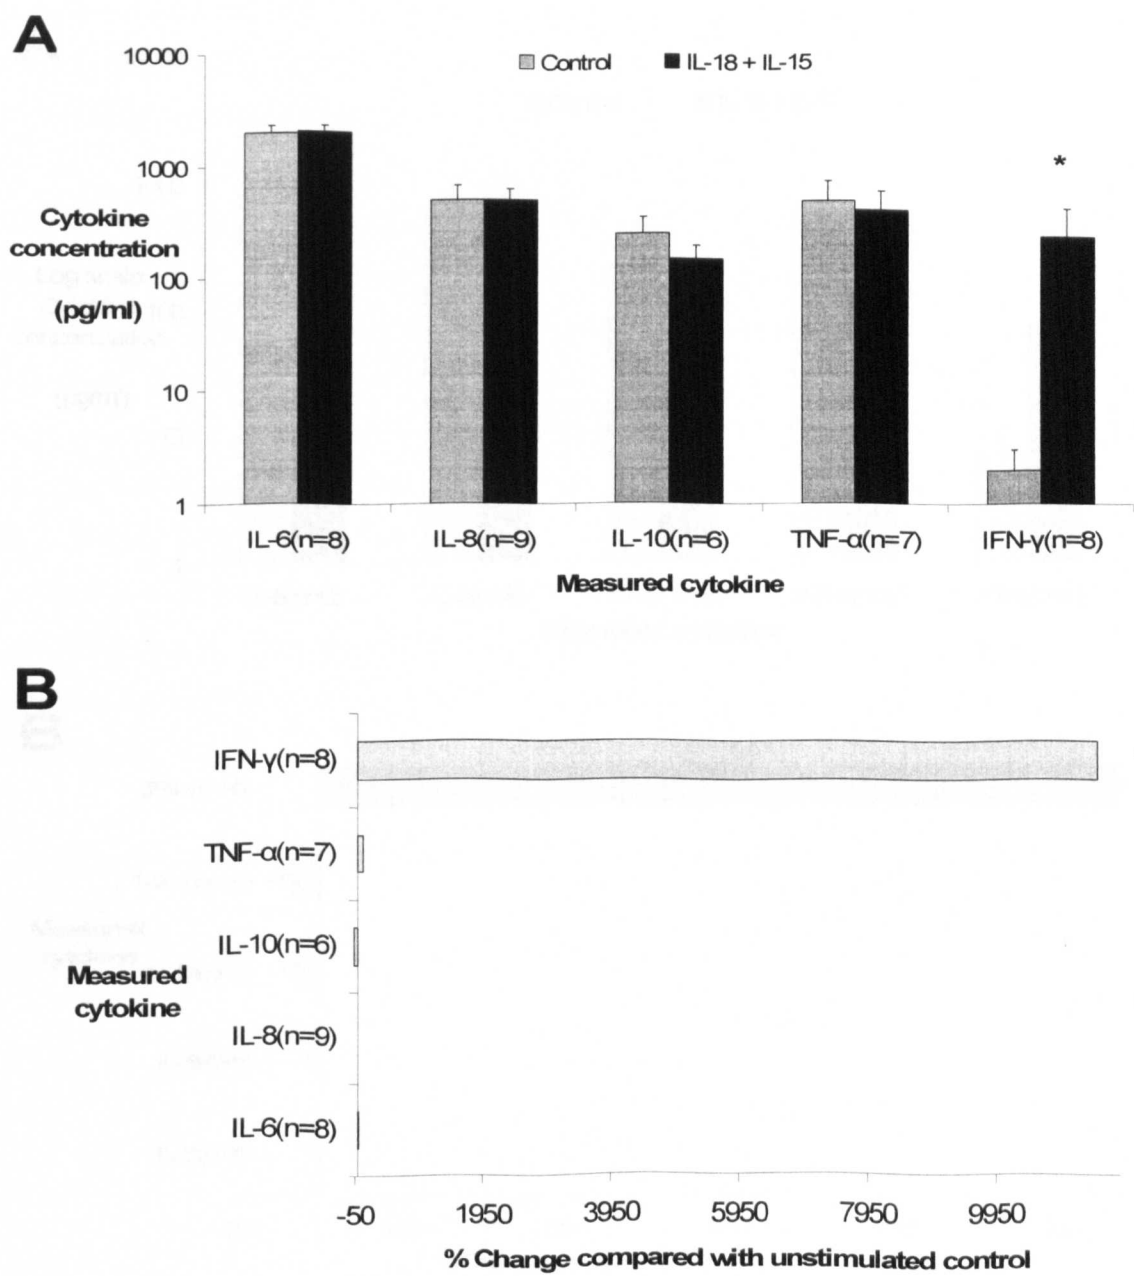 A
10000
Control
IL-18 + IL-15
1000
*
Cytokine
concentration
(pg/ml)
100
10
1
IL-6(n=8)
IL-8(n=9)
IL-10(n=6)
TNF-α(n=7)
IFN-γ(n=8)
Measured cytokine
B
IFN-γ(n=8)
TNF-α(n=7)
IL-10(n=6)
Measured
cytokine
IL-8(n=9)
IL-6(n=8)
-50
1950
3950
5950
7950
9950
% Change compared with unstimulated control